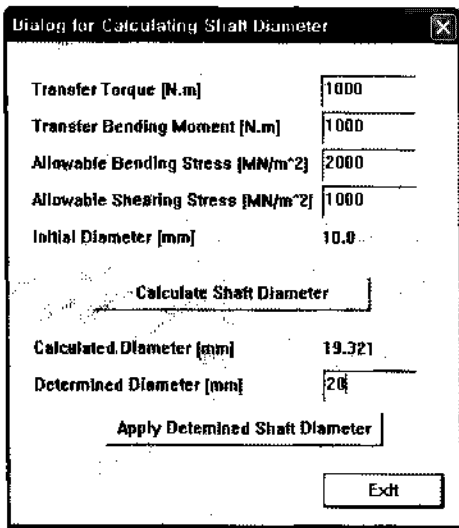 Dialog for Calculating Shaft Diameter
Transfer Torque [N.m] 1000
Transfer Bending Moment [N.m] 1000
Allowable Bending Stress [MN/m^2] 2000
Allowable Shearing Stress [MN/m^2] 1000
Initial Diameter [mm] 10.0
Calculate Shaft Diameter
Calculated Diameter [mm] 19.321
Determined Diameter [mm] 20
Apply Detemined Shaft Diameter
Exit